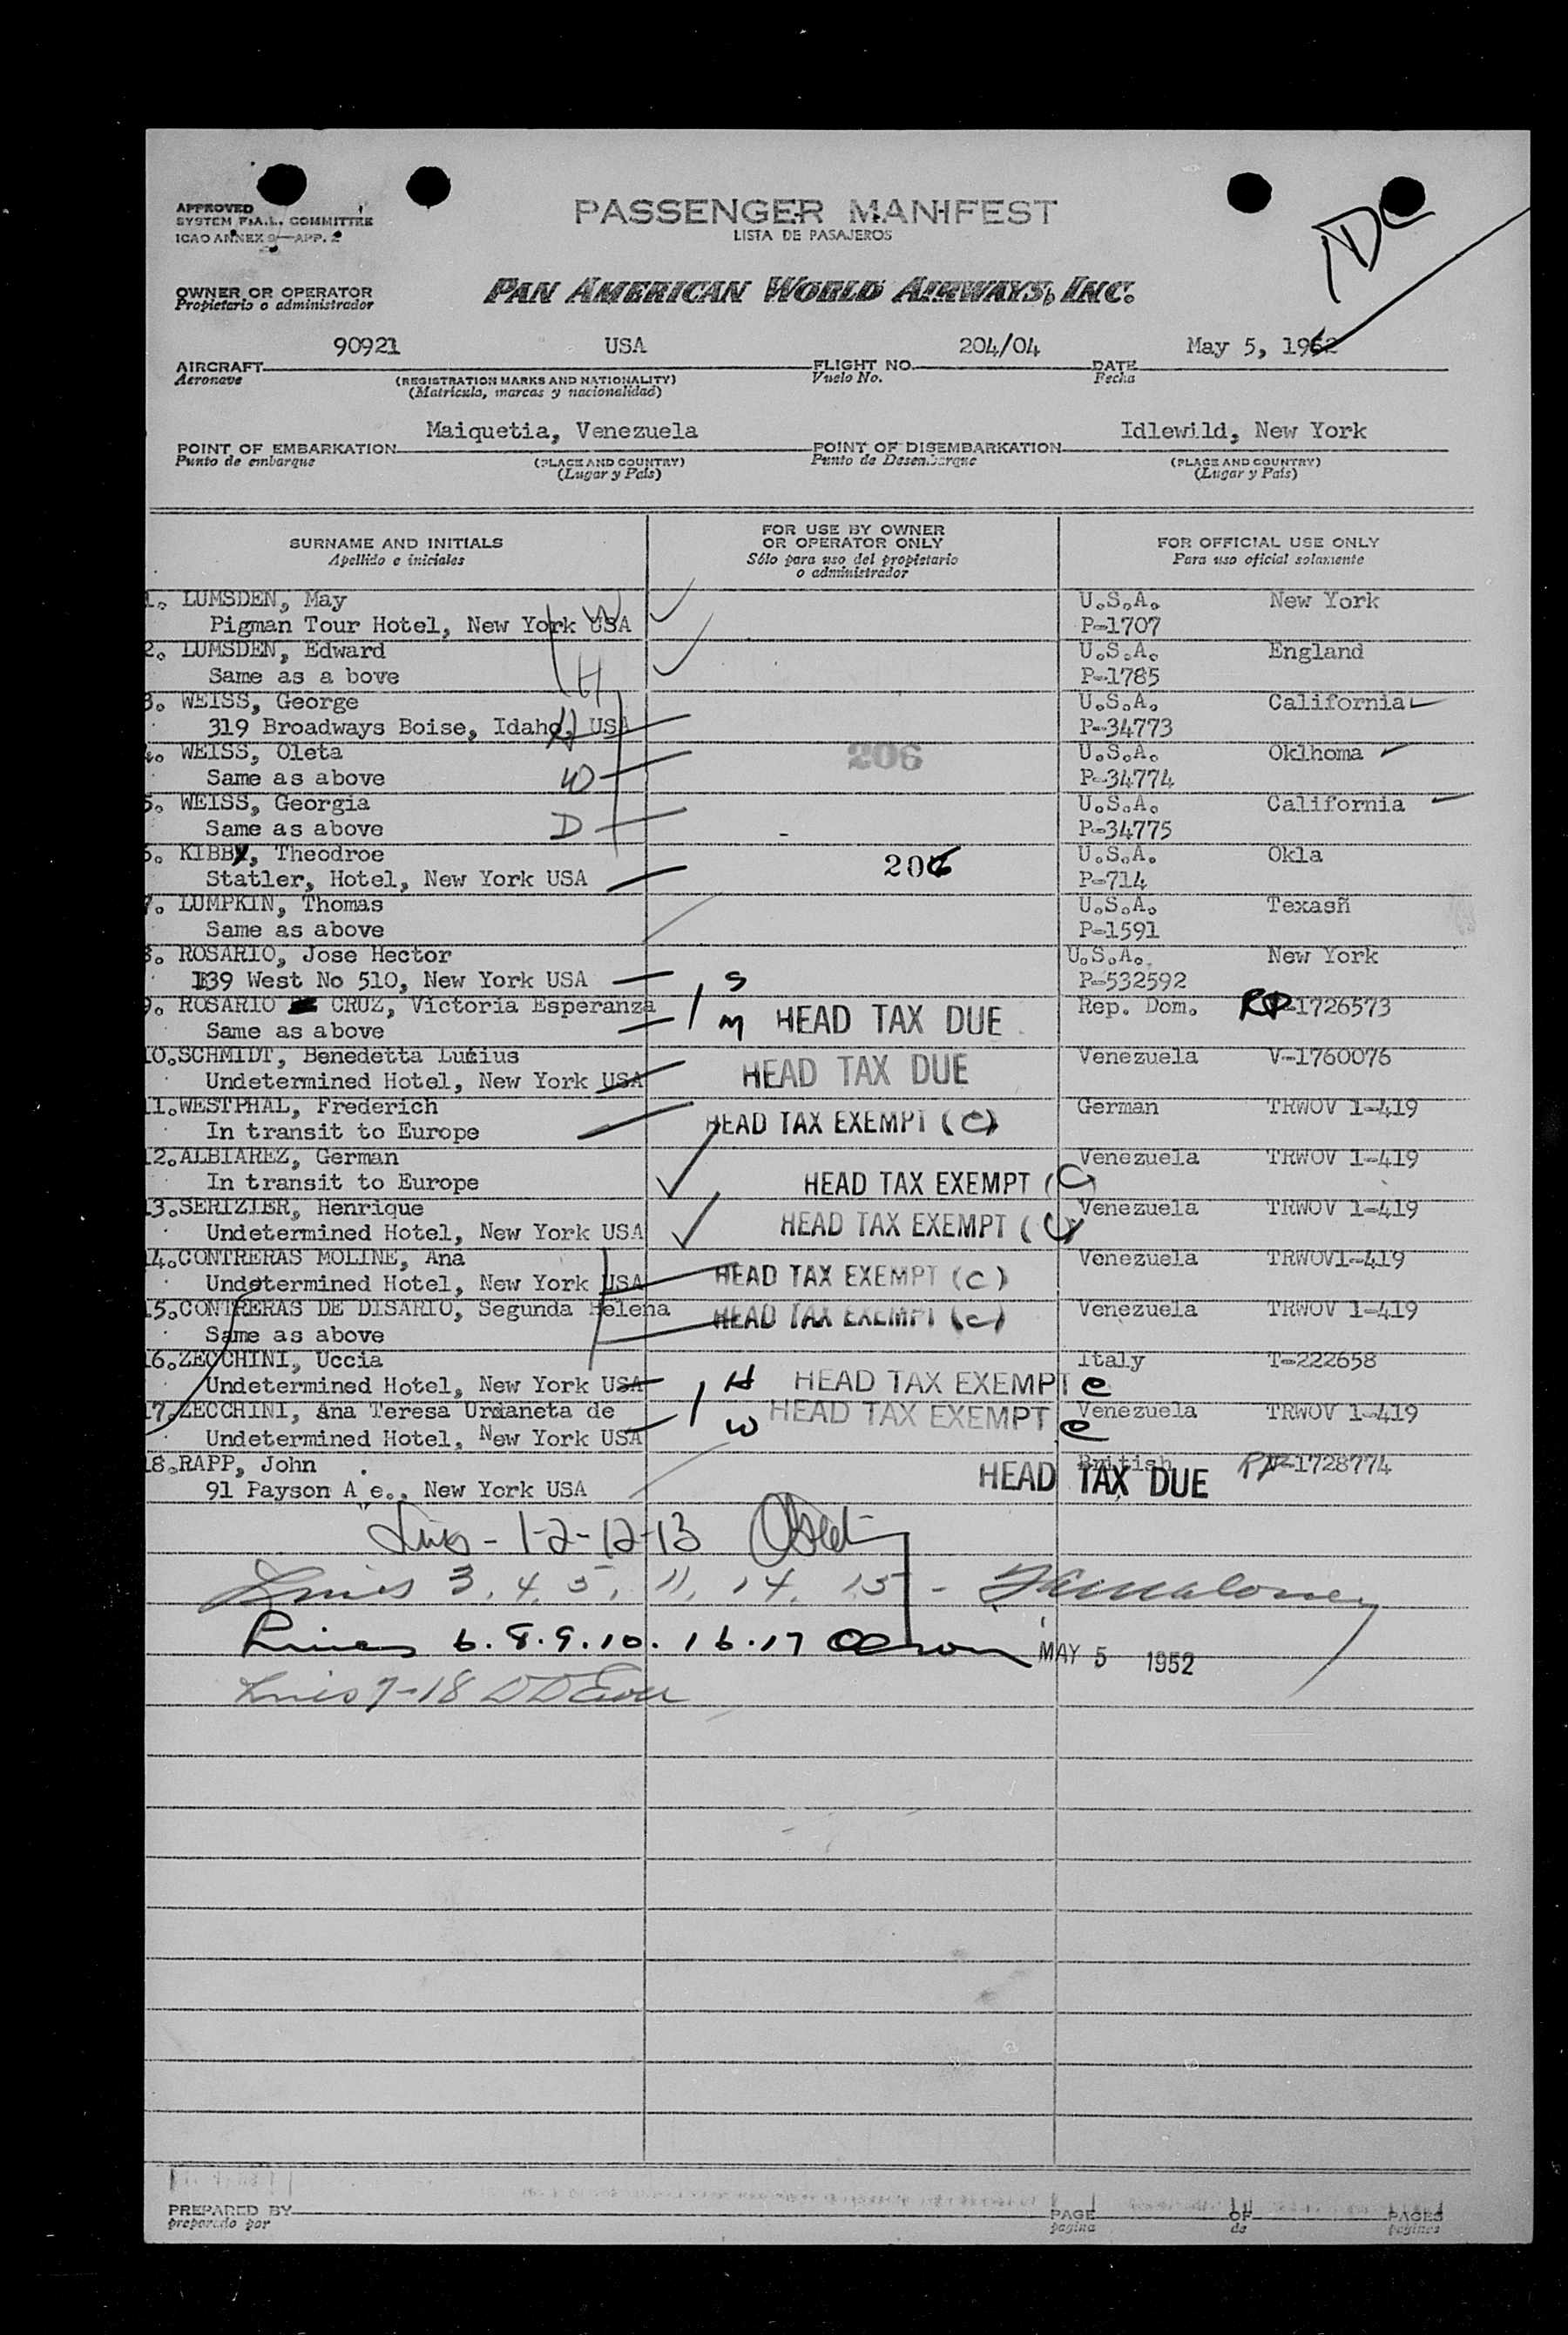 APPROVED
SYSTEM F.A.L. COMMITTEE
ICAO ANNEX 9—APP. 2
PASSENGER MANIFEST
LISTA DE PASAJEROS
OWNER OR OPERATOR
Propietario o administrador
PAN AMERICAN WORLD AIRWAYS, INC.
90921 USA 204/04 May 5, 1952
AIRCRAFT FLIGHT NO. DATE
Aeronave (REGISTRATION MARKS AND NATIONALITY) Vuelo No. Fecha
(Matrícula, marcas y nacionalidad)
Maiquetia, Venezuela Idlewild, New York
POINT OF EMBARKATION POINT OF DISEMBARKATION
Punto de embarque (PLACE AND COUNTRY) Punto de Desembarque (PLACE AND COUNTRY)
(Lugar y País) (Lugar y País)
SURNAME AND INITIALS
Apellido e iniciales
FOR USE BY OWNER
OR OPERATOR ONLY
Sólo para uso del propietario
o administrador
FOR OFFICIAL USE ONLY
Para uso oficial solamente
1. LUMSDEN, May W U.S.A. New York
Pigman Tour Hotel, New York USA P-1707
2. LUMSDEN, Edward U.S.A. England
Same as a bove H P-1785
3. WEISS, George U.S.A. California
319 Broadways Boise, Idaho, USA H P-34773
4. WEISS, Oleta 206 U.S.A. Oklhoma
Same as above W P-34774
5. WEISS, Georgia U.S.A. California
Same as above D P-34775
6. KIBBY, Theodroe 206 U.S.A. Okla
Statler, Hotel, New York USA P-714
7. LUMPKIN, Thomas U.S.A. Texasñ
Same as above P-1591
8. ROSARIO, Jose Hector U.S.A. New York
139 West No 510, New York USA S P-532592
9. ROSARIO CRUZ, Victoria Esperanza Rep. Dom. RP-1726573
Same as above M HEAD TAX DUE
10. SCHMIDT, Benedetta Lucius HEAD TAX DUE Venezuela V-1760076
Undetermined Hotel, New York USA
11. WESTPHAL, Frederich HEAD TAX EXEMPT (C) German TRWOV 1-419
In transit to Europe
12. ALBIAREZ, German Venezuela TRWOV 1-419
In transit to Europe HEAD TAX EXEMPT (C)
13. SERIZIER, Henrique Venezuela TRWOV 1-419
Undetermined Hotel, New York USA HEAD TAX EXEMPT (C)
14. CONTRERAS MOLINE, Ana Venezuela TRWOV1-419
Undetermined Hotel, New York USA HEAD TAX EXEMPT (C)
15. CONTRERAS DE DISARIO, Segunda Helena HEAD TAX EXEMPT (C) Venezuela TRWOV 1-419
Same as above
16. ZECCHINI, Uccia Italy T-222658
Undetermined Hotel, New York USA H HEAD TAX EXEMPT C
17. ZECCHINI, Ana Teresa Urdaneta de HEAD TAX EXEMPT C Venezuela TRWOV 1-419
Undetermined Hotel, New York USA W
18. RAPP, John British RP-1728774
91 Payson A e., New York USA HEAD TAX DUE
Lines - 1-2-12-13
Lines 3, 4, 5, 11, 14, 15 -
Lines 6.8.9.10.16.17 MAY 5 1952
Lines 7-18
PREPARED BY PAGE OF PAGES
preparado por pagina de paginas